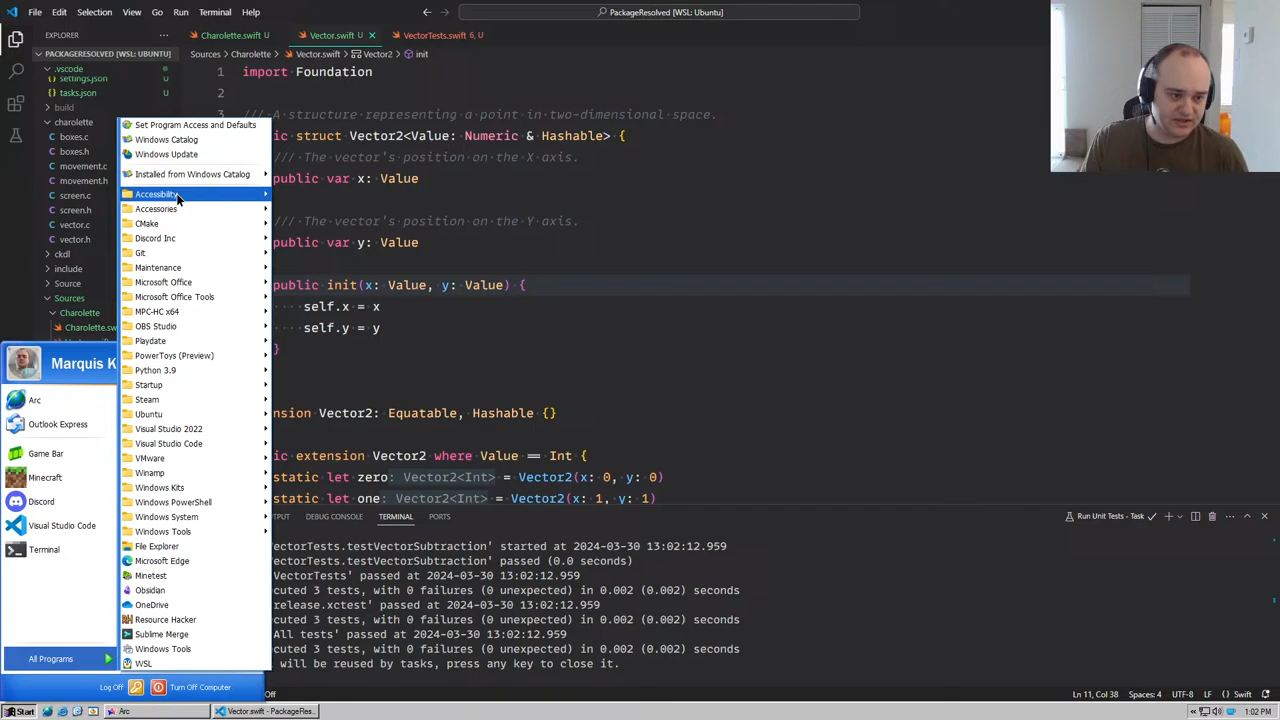 File Edit Selection View Go Run Terminal Help
PackageResolved [WSL: Ubuntu]
EXPLORER
PACKAGERESOLVED [WSL: UBUNTU]
.vscode
settings.json U
tasks.json U
build
charolette
boxes.c
boxes.h
movement.c
movement.h
screen.c
screen.h
vector.c
vector.h
ckdl
include
Source
Sources
Charolette
Charolette.sw
Charolette.swift U
Vector.swift U
VectorTests.swift 6, U
Sources > Charolette > Vector.swift > Vector2 > init
1 import Foundation
2
3 /// A structure representing a point in two-dimensional space.
ic struct Vector2<Value: Numeric & Hashable> {
/// The vector's position on the X axis.
public var x: Value
/// The vector's position on the Y axis.
public var y: Value
public init(x: Value, y: Value) {
self.x = x
self.y = y
}
nsion Vector2: Equatable, Hashable {}
ic extension Vector2 where Value == Int {
static let zero: Vector2<Int> = Vector2(x: 0, y: 0)
static let one: Vector2<Int> = Vector2(x: 1, y: 1)
TPUT DEBUG CONSOLE TERMINAL PORTS
Run Unit Tests - Task
ectorTests.testVectorSubtraction' started at 2024-03-30 13:02:12.959
ectorTests.testVectorSubtraction' passed (0.0 seconds)
VectorTests' passed at 2024-03-30 13:02:12.959
cuted 3 tests, with 0 failures (0 unexpected) in 0.002 (0.002) seconds
release.xctest' passed at 2024-03-30 13:02:12.959
cuted 3 tests, with 0 failures (0 unexpected) in 0.002 (0.002) seconds
All tests' passed at 2024-03-30 13:02:12.959
cuted 3 tests, with 0 failures (0 unexpected) in 0.002 (0.002) seconds
will be reused by tasks, press any key to close it.
Off
Ln 11, Col 38 Spaces: 4 UTF-8 LF Swift
Set Program Access and Defaults
Windows Catalog
Windows Update
Installed from Windows Catalog
Accessibility
Accessories
CMake
Discord Inc
Git
Maintenance
Microsoft Office
Microsoft Office Tools
MPC-HC x64
OBS Studio
Playdate
PowerToys (Preview)
Python 3.9
Startup
Steam
Ubuntu
Visual Studio 2022
Visual Studio Code
VMware
Winamp
Windows Kits
Windows PowerShell
Windows System
Windows Tools
File Explorer
Microsoft Edge
Minetest
Obsidian
OneDrive
Resource Hacker
Sublime Merge
Windows Tools
WSL
Marquis K
Arc
Outlook Express
Game Bar
Minecraft
Discord
Visual Studio Code
Terminal
All Programs
Log Off Turn Off Computer
Start
Arc
Vector.swift - PackageRes...
1:02 PM